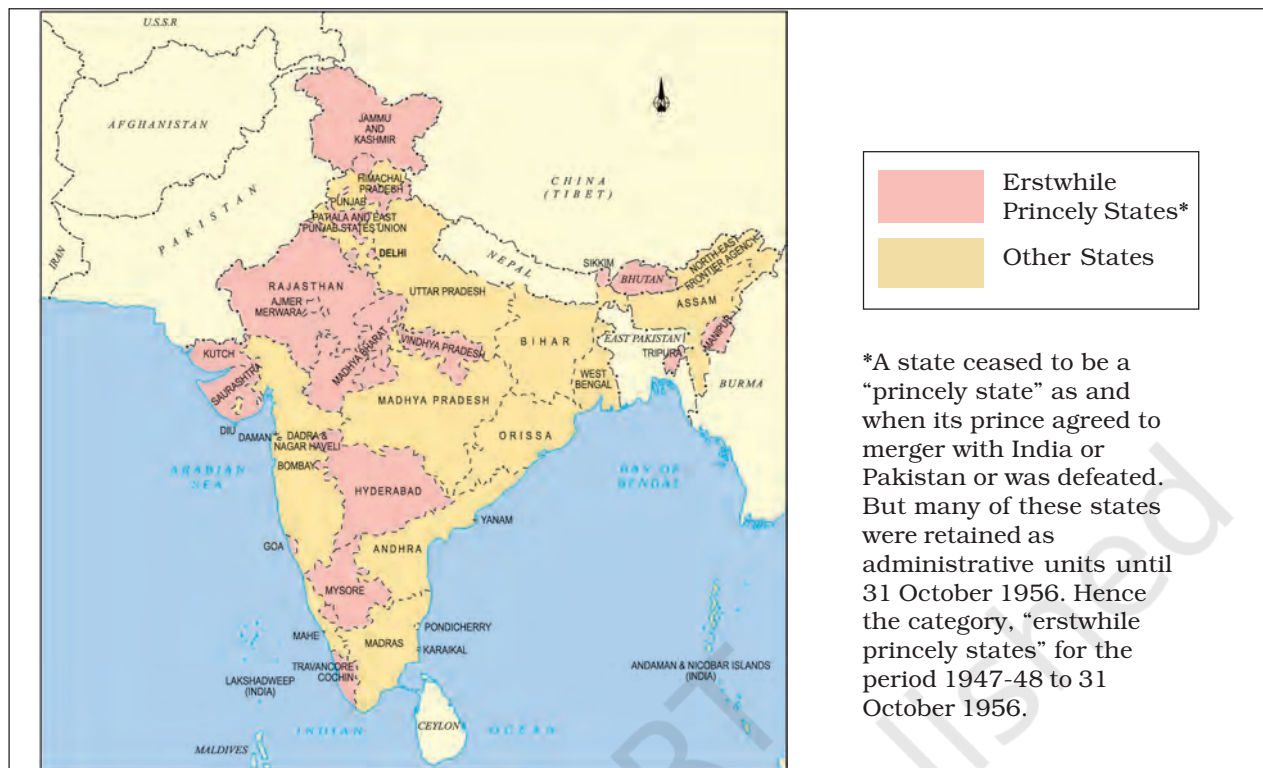 U.S.S.R
AFGHANISTAN
JAMMU
AND
KASHMIR
CHINA
(TIBET)
HIMACHAL
PRADESH
PUNJAB
PATIALA AND EAST
PUNJAB STATES UNION
PAKISTAN
IRAN
DELHI
NEPAL
SIKKIM
BHUTAN
NORTH-EAST
FRONTIER AGENCY
RAJASTHAN
UTTAR PRADESH
ASSAM
AJMER
MERWARA
EAST PAKISTAN
MANIPUR
KUTCH
MADHYA BHARAT
VINDHYA PRADESH
BIHAR
TRIPURA
SAURASHTRA
WEST
BENGAL
BURMA
MADHYA PRADESH
DIU
DAMAN
DADRA &
NAGAR HAVELI
ORISSA
BOMBAY
ARABIAN
SEA
BAY OF
BENGAL
HYDERABAD
YANAM
GOA
ANDHRA
MYSORE
MAHE
MADRAS
PONDICHERRY
KARAIKAL
TRAVANCORE
COCHIN
LAKSHADWEEP
(INDIA)
ANDAMAN & NICOBAR ISLANDS
(INDIA)
CEYLON
INDIAN OCEAN
MALDIVES
N
Erstwhile
Princely States*
Other States
*A state ceased to be a
“princely state” as and
when its prince agreed to
merger with India or
Pakistan or was defeated.
But many of these states
were retained as
administrative units until
31 October 1956. Hence
the category, “erstwhile
princely states” for the
period 1947-48 to 31
October 1956.